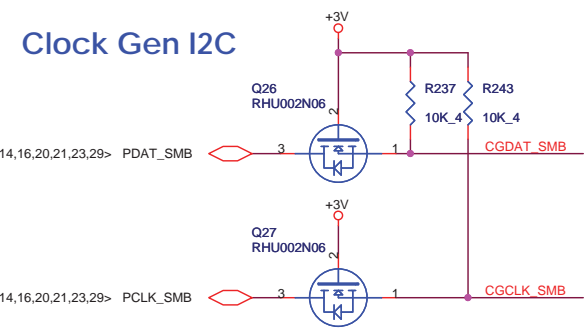 +3V
Clock Gen I2C
Q26
RHU002N06
2
R237
R243
10K_4
10K_4
14,16,20,21,23,29> PDAT_SMB
3
1
CGDAT_SMB
+3V
Q27
RHU002N06
2
14,16,20,21,23,29> PCLK_SMB
3
1
CGCLK_SMB